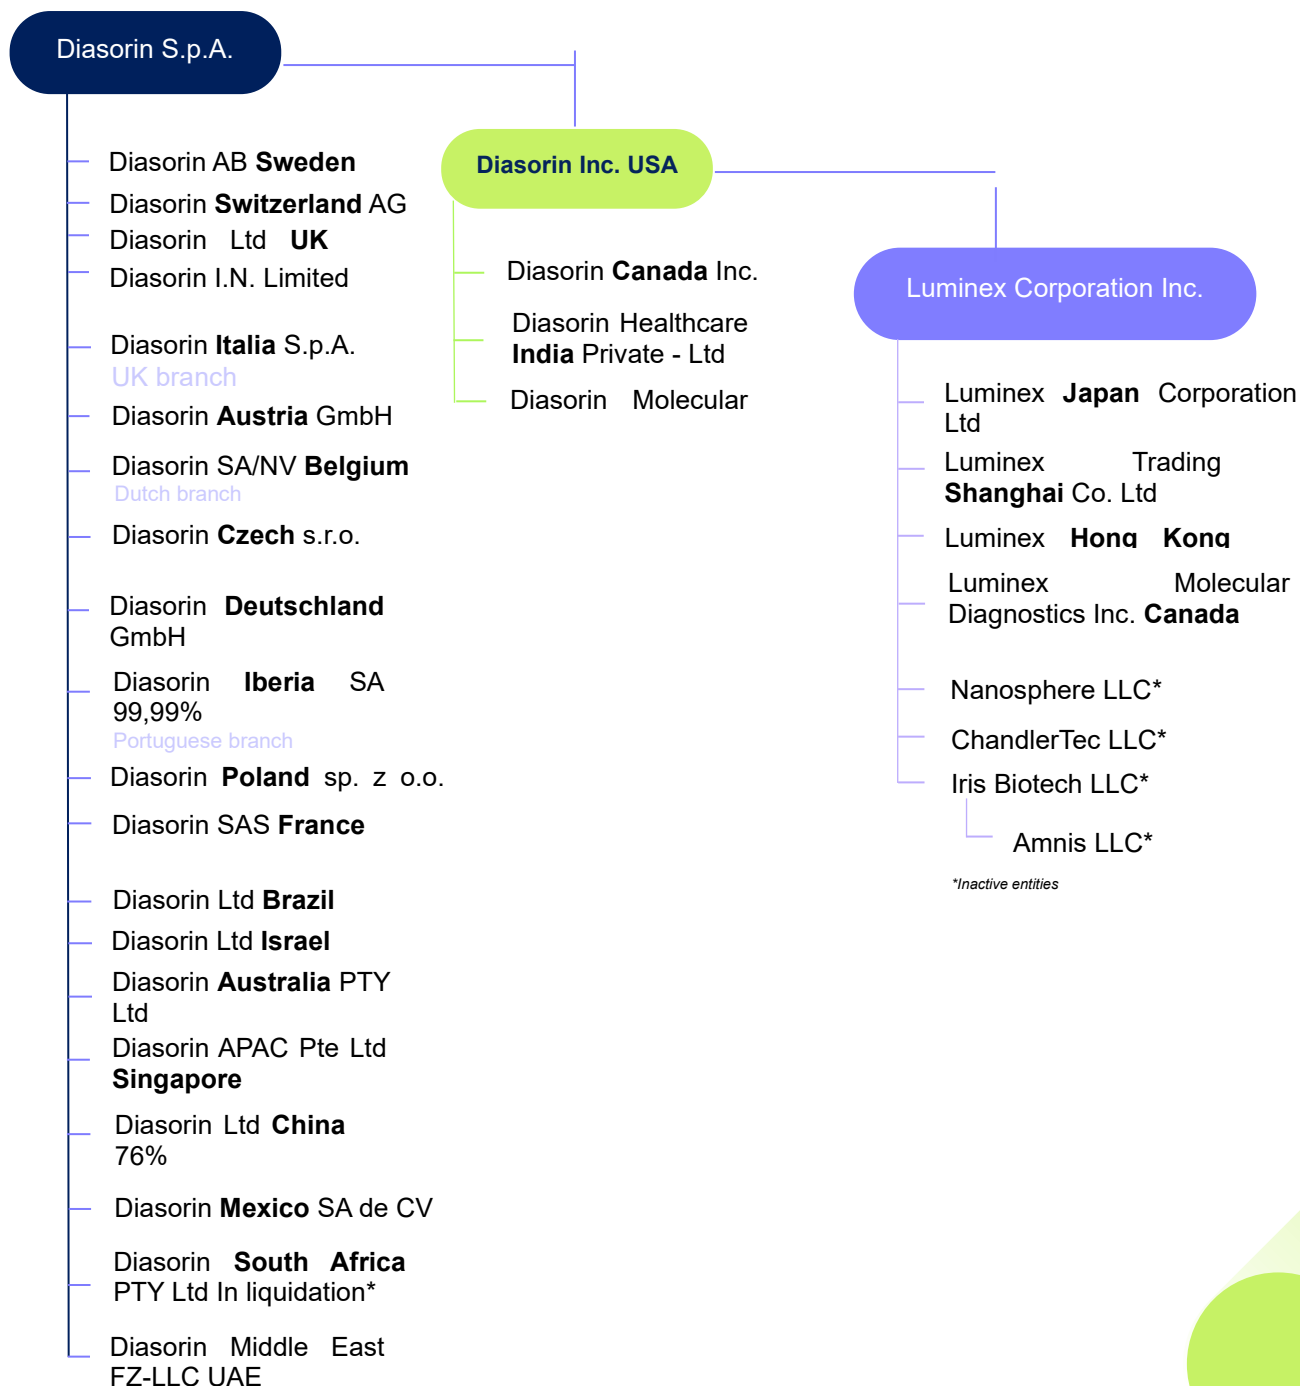 Diasorin S.p.A.
Diasorin AB Sweden
Diasorin Switzerland AG
Diasorin Ltd UK
Diasorin I.N. Limited
Diasorin Italia S.p.A.
UK branch
Diasorin Austria GmbH
Diasorin SA/NV Belgium
Dutch branch
Diasorin Czech s.r.o.
Diasorin Deutschland
GmbH
Diasorin Iberia SA
99,99%
Portuguese branch
Diasorin Poland sp. z o.o.
Diasorin SAS France
Diasorin Ltd Brazil
Diasorin Ltd Israel
Diasorin Australia PTY
Ltd
Diasorin APAC Pte Ltd
Singapore
Diasorin Ltd China
76%
Diasorin Mexico SA de CV
Diasorin South Africa
PTY Ltd In liquidation*
Diasorin Middle East
FZ-LLC UAE
Diasorin Inc. USA
Diasorin Canada Inc.
Diasorin Healthcare
India Private - Ltd
Diasorin Molecular
Luminex Corporation Inc.
Luminex Japan Corporation
Ltd
Luminex Trading
Shanghai Co. Ltd
Luminex Hong Kong
Luminex Molecular
Diagnostics Inc. Canada
Nanosphere LLC*
ChandlerTec LLC*
Iris Biotech LLC*
Amnis LLC*
*Inactive entities